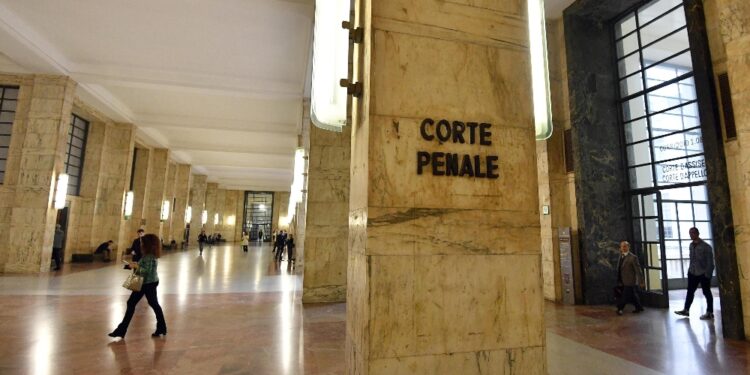 CORTE
PENALE
CORTE D'ASSISE
CORTE D'APPELLO